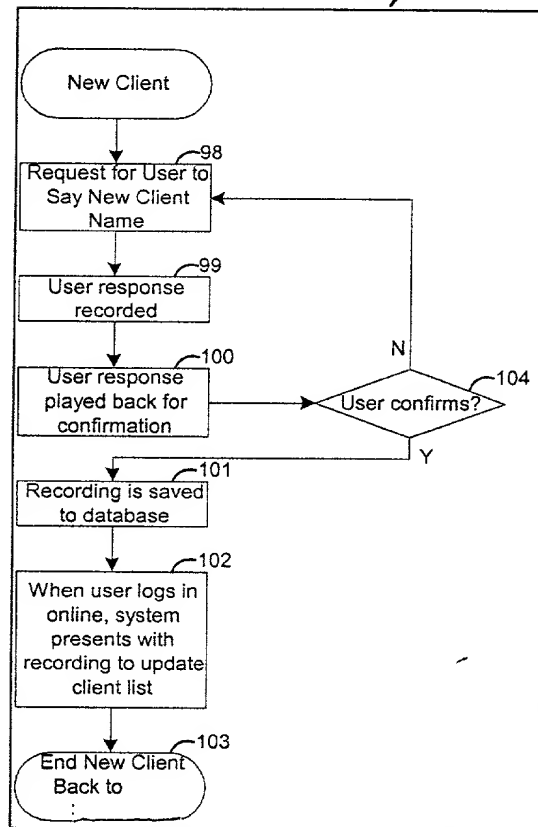 New Client
98
Request for User to
Say New Client
Name
99
User response
recorded
100
User response
played back for
confirmation
N
104
User confirms?
Y
101
Recording is saved
to database
102
When user logs in
online, system
presents with
recording to update
client list
103
End New Client
Back to